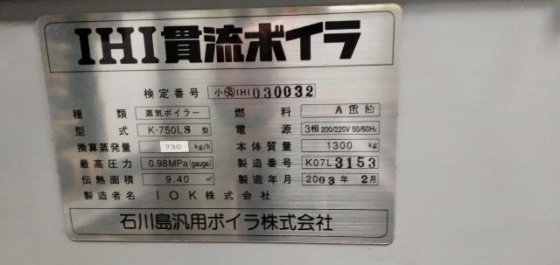 IHI貫流ボイラ
検定番号 小 IHI 030032
種類 蒸気ボイラー 燃料 A重油
型式 K-750LS 型 電源 3相 200/220V 50/60Hz
換算蒸発量 730 kg/h 本体質量 1300 kg
最高圧力 0.98MPa(gauge) 製造番号 K07L3153
伝熱面積 9.40 ㎡ 製造年月 2003年2月
製造者名 IOK株式会社
石川島汎用ボイラ株式会社